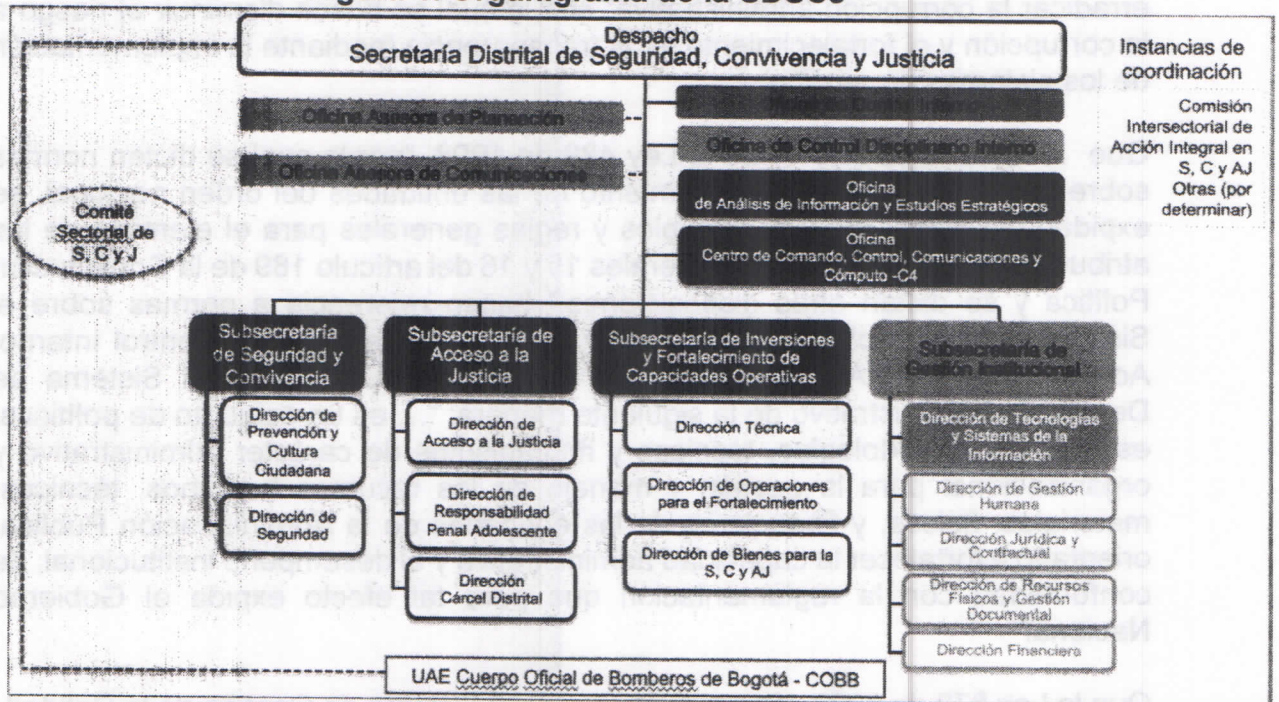 Organigrama de la
Despacho
Secretaría Distrital de Seguridad, Convivencia y Justicia
Instancias de
coordinación
Comisión
Intersectorial de
Acción Integral en
S, C y AJ
Otras (por
determinar)
Oficina de Control Interno
Oficina Asesora de Planeación
Oficina de Control Disciplinario Interno
Oficina Asesora de Comunicaciones
Oficina
de Análisis de Información y Estudios Estratégicos
Oficina
Centro de Comando, Control, Comunicaciones y
Cómputo -C4
Comité
Sectorial de
S, C y J
Subsecretaría
de Seguridad y
Convivencia
Dirección de
Prevención y
Cultura
Ciudadana
Dirección de
Seguridad
Subsecretaría de
Acceso a la
Justicia
Dirección de
Acceso a la Justicia
Dirección de
Responsabilidad
Penal Adolescente
Dirección
Cárcel Distrital
Subsecretaría de Inversiones
y Fortalecimiento de
Capacidades Operativas
Dirección Técnica
Dirección de Operaciones
para el Fortalecimiento
Dirección de Bienes para la
S, C y AJ
Subsecretaría de
Gestión Institucional
Dirección de Tecnologías
y Sistemas de la
Información
Dirección de Gestión
Humana
Dirección Jurídica y
Contractual
Dirección de Recursos
Físicos y Gestión
Documental
Dirección Financiera
UAE Cuerpo Oficial de Bomberos de Bogotá - COBB